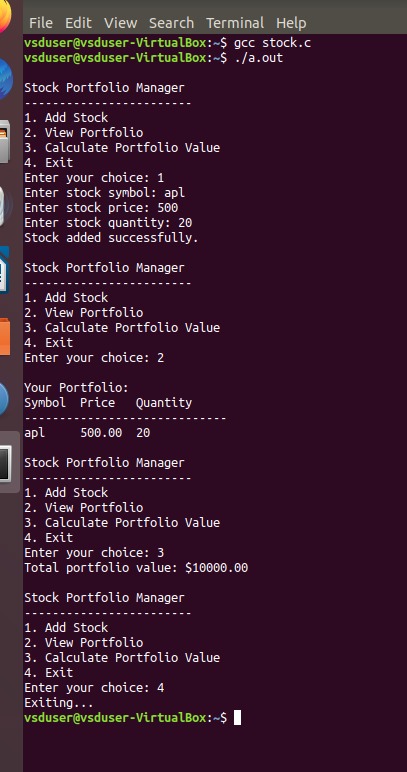 File Edit View Search Terminal Help
vsduser@vsduser-VirtualBox:~$ gcc stock.c
vsduser@vsduser-VirtualBox:~$ ./a.out

Stock Portfolio Manager
------------------------
1. Add Stock
2. View Portfolio
3. Calculate Portfolio Value
4. Exit
Enter your choice: 1
Enter stock symbol: apl
Enter stock price: 500
Enter stock quantity: 20
Stock added successfully.

Stock Portfolio Manager
------------------------
1. Add Stock
2. View Portfolio
3. Calculate Portfolio Value
4. Exit
Enter your choice: 2

Your Portfolio:
Symbol  Price   Quantity
-----------------------------
apl     500.00  20

Stock Portfolio Manager
------------------------
1. Add Stock
2. View Portfolio
3. Calculate Portfolio Value
4. Exit
Enter your choice: 3
Total portfolio value: $10000.00

Stock Portfolio Manager
------------------------
1. Add Stock
2. View Portfolio
3. Calculate Portfolio Value
4. Exit
Enter your choice: 4
Exiting...
vsduser@vsduser-VirtualBox:~$